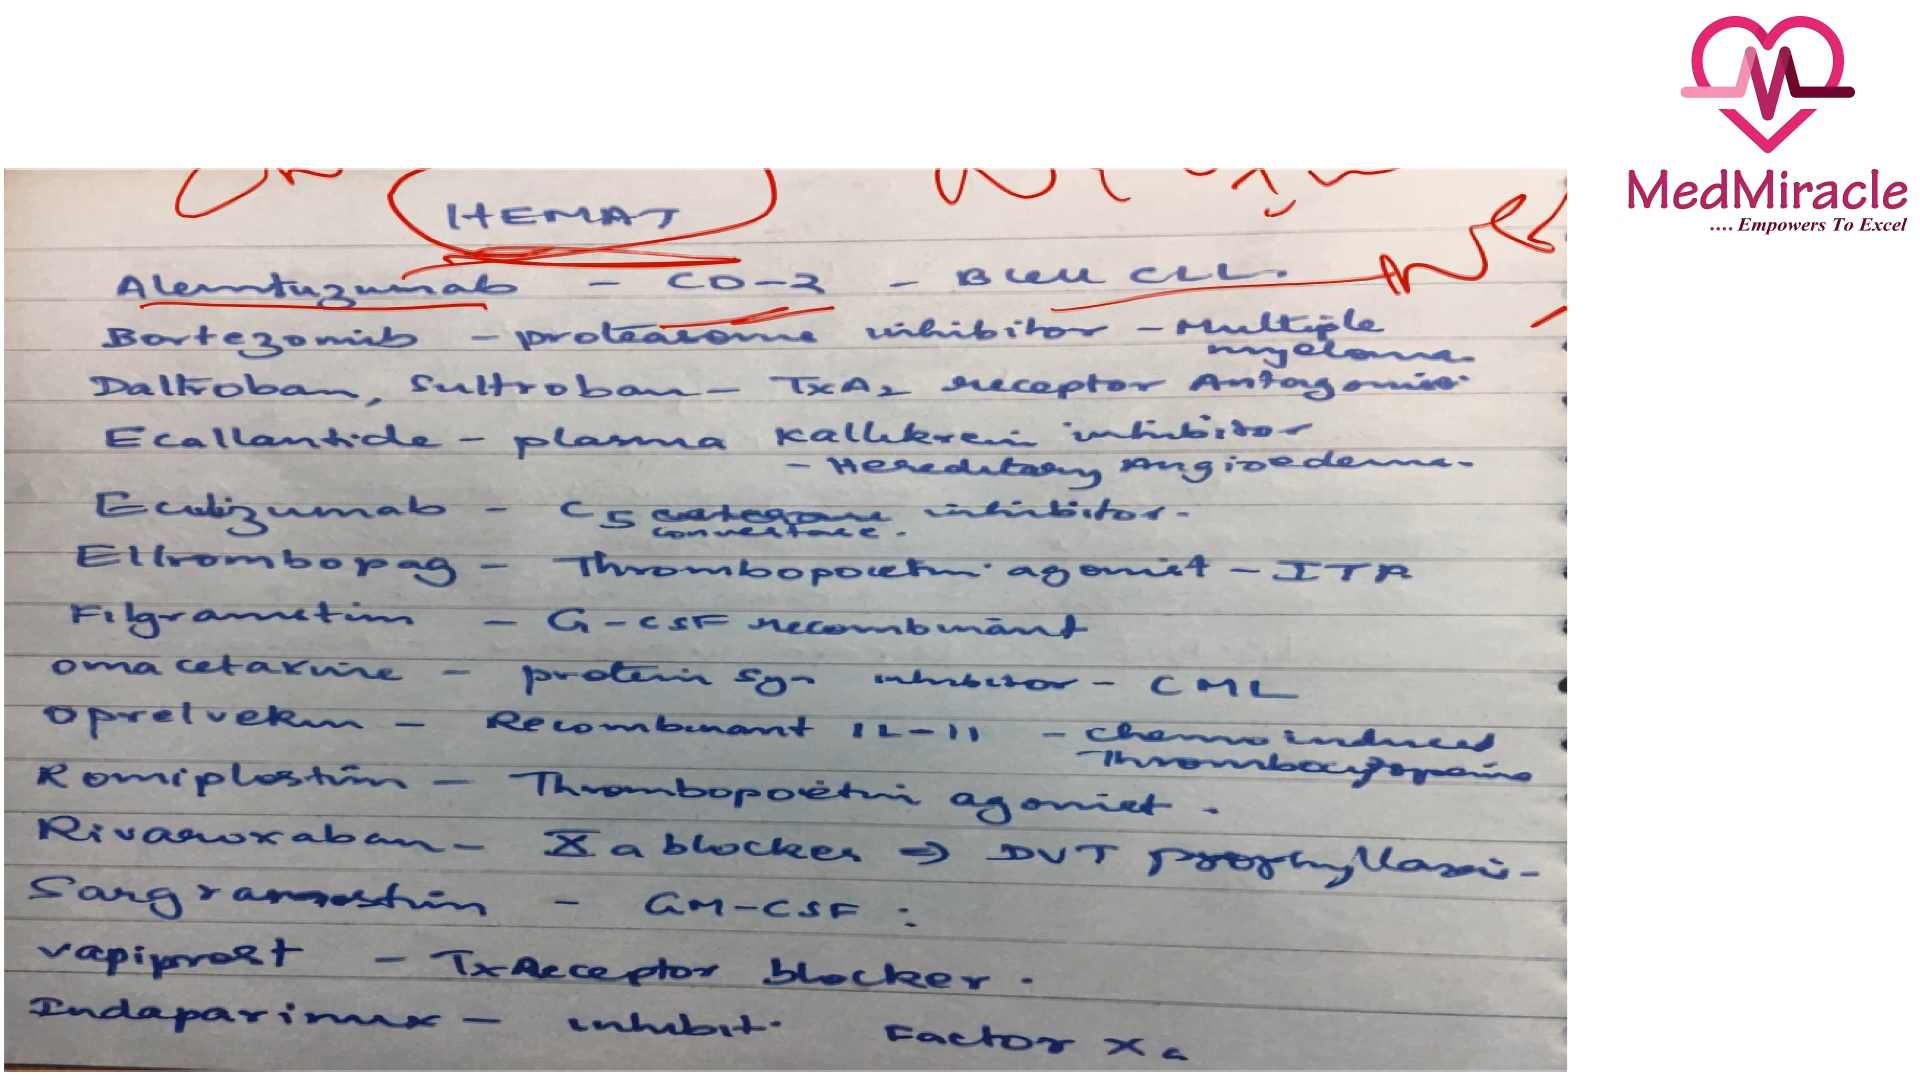 MedMiracle
.... Empowers To Excel
HEMAT
Alemtuzumab - CD-2 - B cell CLL.
Bortezomib - proteasome inhibitor - Multiple
myeloma.
Daltroban, Sultroban - TxA2 receptor Antagonist
Ecallantide - plasma Kallikrein inhibitor
- Hereditary Angioedema.
Eculizumab - C5 inhibitor.
convertase.
Eltrombopag - Thrombopoietin agonist - ITP
Filgramstim - G-CSF recombinant
omacetaxine - protein syn inhibitor - CML
oprelvekin - Recombinant IL-11 - chemo induced
Thrombocytopenia
Romiplostim - Thrombopoietin agonist.
Rivaroxaban - Xa blocker ⇒ DVT prophyllaxis -
Sargramostim - GM-CSF :
vapiprost - Tx Receptor blocker.
Indaparinux - inhibit. Factor Xa